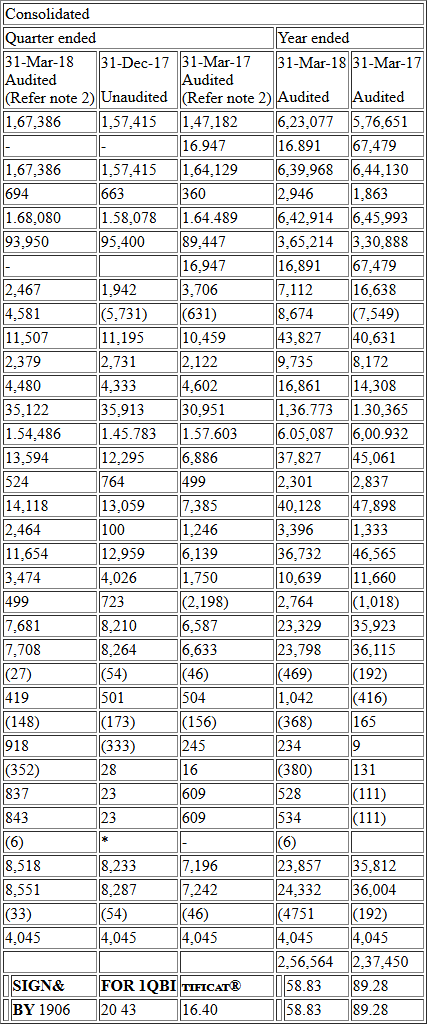 Consolidated
Quarter ended Year ended
31-Mar-18 31-Dec-17 31-Mar-17 31-Mar-18 31-Mar-17
Audited Audited
(Refer note 2) Unaudited (Refer note 2) Audited Audited
1,67,386 1,57,415 1,47,182 6,23,077 5,76,651
- - 16.947 16.891 67,479
1,67,386 1,57,415 1,64,129 6,39,968 6,44,130
694 663 360 2,946 1,863
1.68,080 1.58,078 1.64.489 6,42,914 6,45,993
93,950 95,400 89,447 3,65,214 3,30,888
- 16,947 16,891 67,479
2,467 1,942 3,706 7,112 16,638
4,581 (5,731) (631) 8,674 (7,549)
11,507 11,195 10,459 43,827 40,631
2,379 2,731 2,122 9,735 8,172
4,480 4,333 4,602 16,861 14,308
35,122 35,913 30,951 1,36.773 1.30,365
1.54,486 1.45.783 1.57.603 6.05,087 6,00.932
13,594 12,295 6,886 37,827 45,061
524 764 499 2,301 2,837
14,118 13,059 7,385 40,128 47,898
2,464 100 1,246 3,396 1,333
11,654 12,959 6,139 36,732 46,565
3,474 4,026 1,750 10,639 11,660
499 723 (2,198) 2,764 (1,018)
7,681 8,210 6,587 23,329 35,923
7,708 8,264 6,633 23,798 36,115
(27) (54) (46) (469) (192)
419 501 504 1,042 (416)
(148) (173) (156) (368) 165
918 (333) 245 234 9
(352) 28 16 (380) 131
837 23 609 528 (111)
843 23 609 534 (111)
(6) * - (6)
8,518 8,233 7,196 23,857 35,812
8,551 8,287 7,242 24,332 36,004
(33) (54) (46) (4751 (192)
4,045 4,045 4,045 4,045 4,045
2,56,564 2,37,450
SIGN& FOR 1QBI TIFICAT® 58.83 89.28
BY 1906 20 43 16.40 58.83 89.28